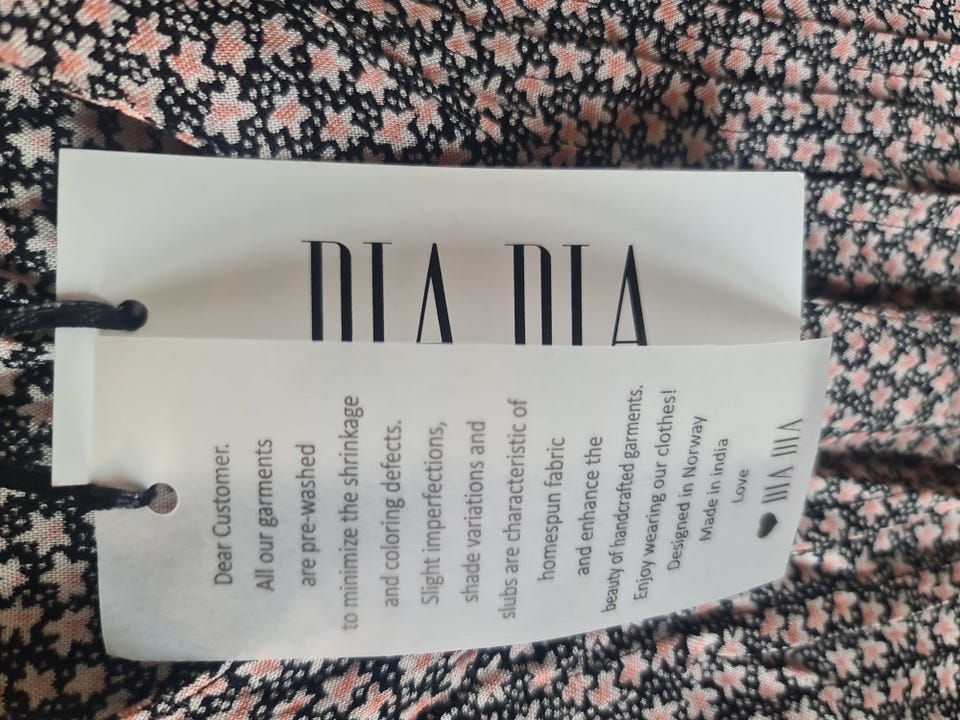 DIA DIA
Dear Customer.
All our garments
are pre-washed
to minimize the shrinkage
and coloring defects.
Slight imperfections,
shade variations and
slubs are characteristic of
homespun fabric
and enhance the
beauty of handcrafted garments.
Enjoy wearing our clothes!
Designed in Norway
Made in india
Love
DIA DIA